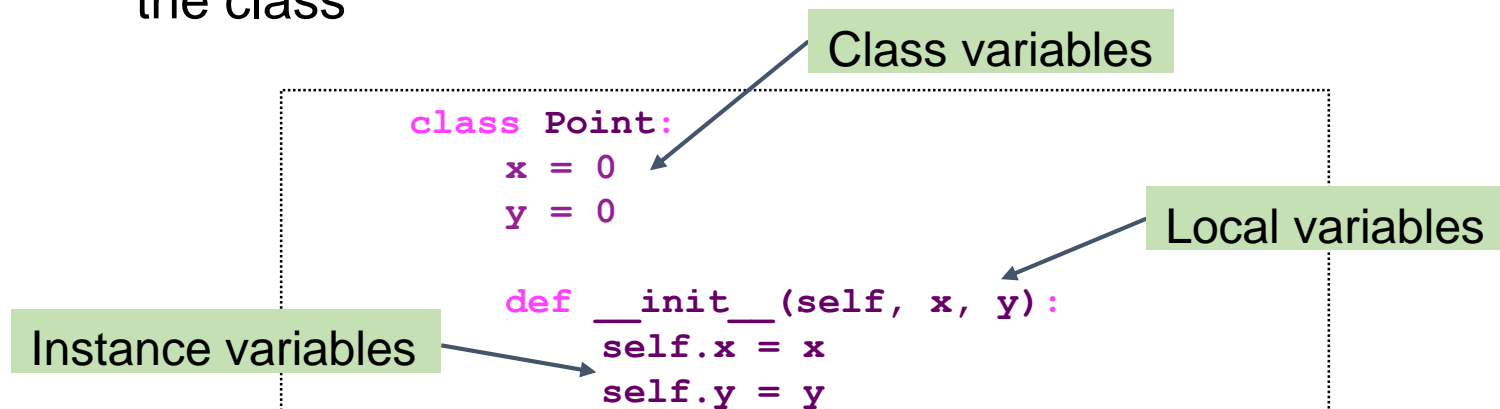 the class
Class variables
class Point:
x = 0
y = 0
Local variables
def __init__(self, x, y):
Instance variables
self.x = x
self.y = y